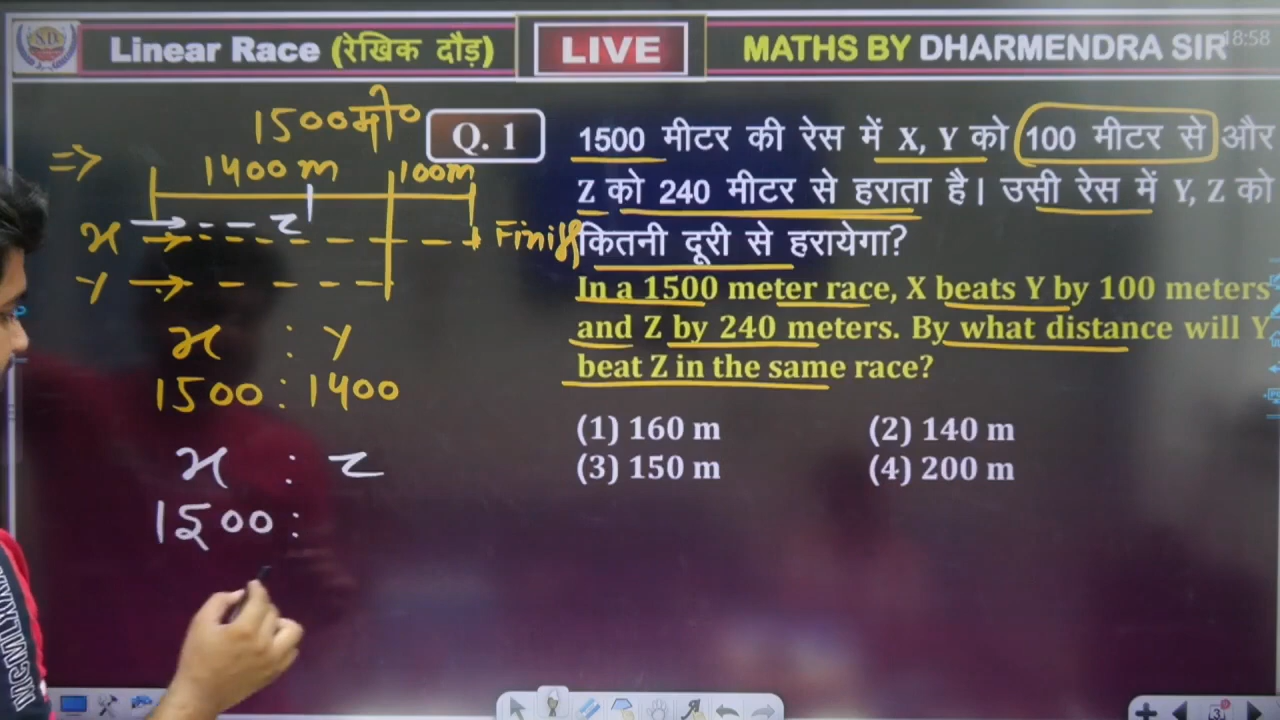 Linear Race (रेखिक दौड़)
LIVE
MATHS BY DHARMENDRA SIR
18:58
1500मी०
Q. 1
1500 मीटर की रेस में X, Y को 100 मीटर से और
Z को 240 मीटर से हराता है। उसी रेस में Y, Z को
कितनी दूरी से हरायेगा?
In a 1500 meter race, X beats Y by 100 meters
and Z by 240 meters. By what distance will Y
beat Z in the same race?
(1) 160 m
(2) 140 m
(3) 150 m
(4) 200 m
=> 1400 m 100m
z
x Finish
Y
x : Y
1500 : 1400
x : z
1500 :